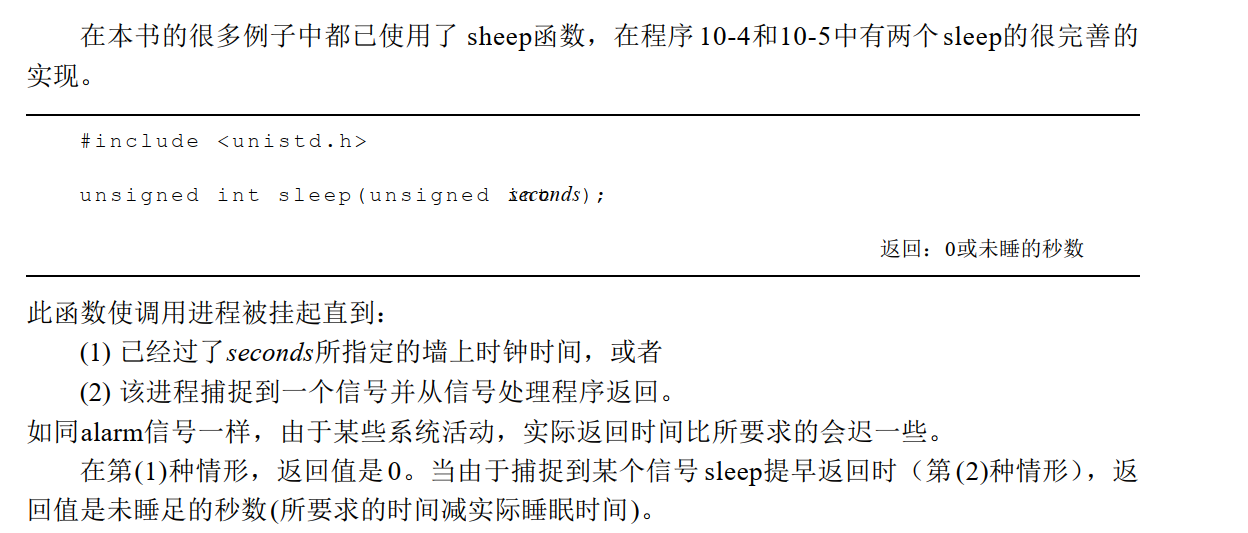 在本书的很多例子中都已使用了 sheep函数，在程序10-4和10-5中有两个sleep的很完善的
实现。
#include <unistd.h>
unsigned int sleep(unsigned int seconds);
返回：0或未睡的秒数
此函数使调用进程被挂起直到：
(1) 已经过了seconds所指定的墙上时钟时间，或者
(2) 该进程捕捉到一个信号并从信号处理程序返回。
如同alarm信号一样，由于某些系统活动，实际返回时间比所要求的会迟一些。
在第(1)种情形，返回值是0。当由于捕捉到某个信号sleep提早返回时（第(2)种情形），返
回值是未睡足的秒数(所要求的时间减实际睡眠时间)。